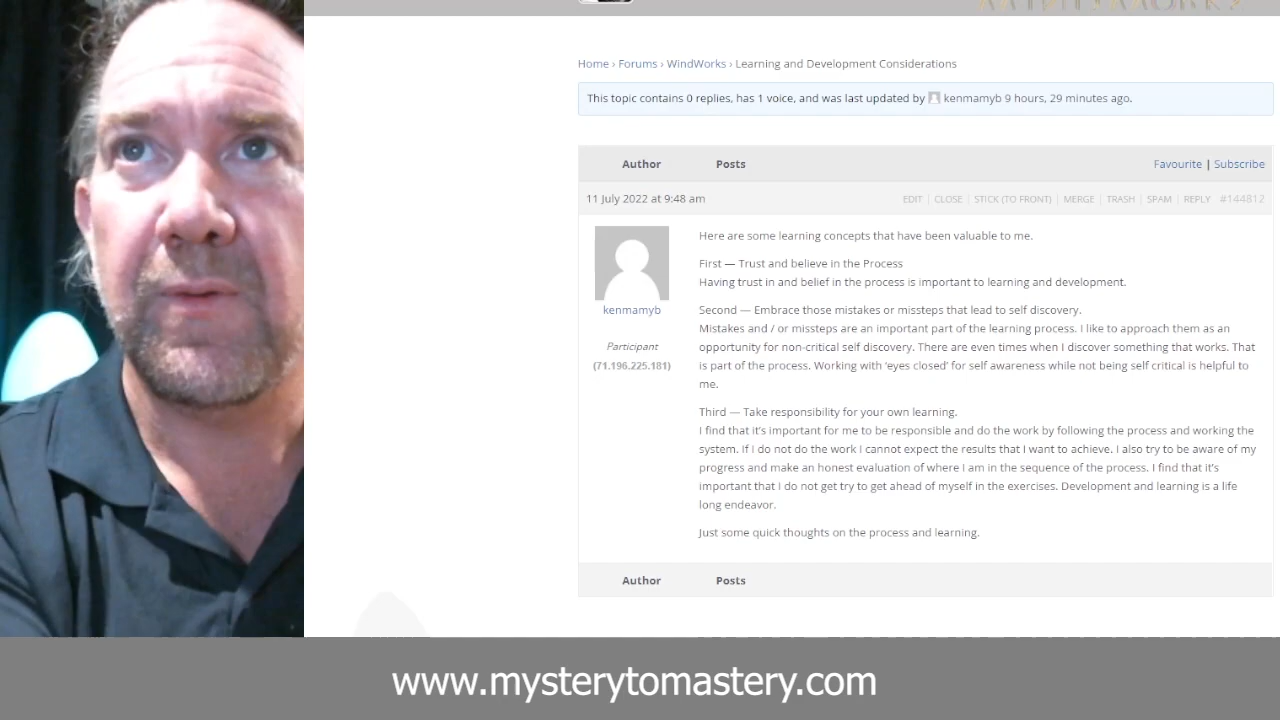 Home › Forums › WindWorks › Learning and Development Considerations
This topic contains 0 replies, has 1 voice, and was last updated by kenmamyb 9 hours, 29 minutes ago.
Author Posts Favourite | Subscribe
11 July 2022 at 9:48 am EDIT | CLOSE | STICK (TO FRONT) | MERGE | TRASH | SPAM | REPLY #144812
Here are some learning concepts that have been valuable to me.
First — Trust and believe in the Process
Having trust in and belief in the process is important to learning and development.
kenmamyb
Participant
(71.196.225.181)
Second — Embrace those mistakes or missteps that lead to self discovery.
Mistakes and / or missteps are an important part of the learning process. I like to approach them as an
opportunity for non-critical self discovery. There are even times when I discover something that works. That
is part of the process. Working with ‘eyes closed’ for self awareness while not being self critical is helpful to
me.
Third — Take responsibility for your own learning.
I find that it’s important for me to be responsible and do the work by following the process and working the
system. If I do not do the work I cannot expect the results that I want to achieve. I also try to be aware of my
progress and make an honest evaluation of where I am in the sequence of the process. I find that it’s
important that I do not get try to get ahead of myself in the exercises. Development and learning is a life
long endeavor.
Just some quick thoughts on the process and learning.
Author Posts
www.mysterytomastery.com